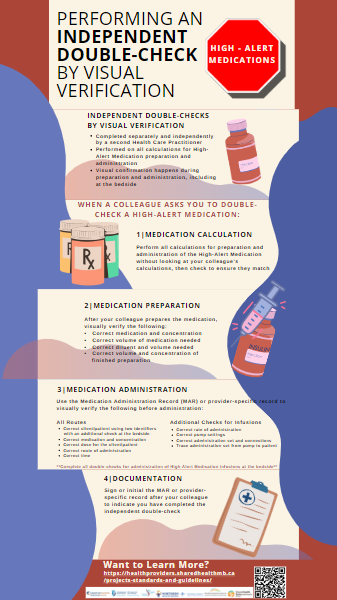 PERFORMING AN
INDEPENDENT
DOUBLE-CHECK
BY VISUAL
VERIFICATION
HIGH - ALERT
MEDICATIONS
INDEPENDENT DOUBLE-CHECKS
BY VISUAL VERIFICATION
Completed separately and independently
by a second Health Care Practitioner
Performed on all calculations for High-
Alert Medication preparation and
administration
Visual confirmation happens during
preparation and administration, including
at the bedside
WHEN A COLLEAGUE ASKS YOU TO DOUBLE-
CHECK A HIGH-ALERT MEDICATION:
1|MEDICATION CALCULATION
Perform all calculations for preparation and
administration of the High-Alert Medication
without looking at your colleague's
calculations, then check to ensure they match
2|MEDICATION PREPARATION
After your colleague prepares the medication,
visually verify the following:
Correct medication and concentration
Correct volume of medication needed
Correct diluent and volume needed
Correct volume and concentration of
finished preparation
INSULIN
3|MEDICATION ADMINISTRATION
Use the Medication Administration Record (MAR) or provider-specific record to
visually verify the following before administration:
All Routes
Correct client/patient using two identifiers
with an additional check at the bedside
Correct medication and concentration
Correct dose for the client/patient
Correct route of administration
Correct time
Additional Checks for Infusions
Correct rate of administration
Correct pump settings
Correct administration set and connections
Trace administration set from pump to patient
**Complete all double checks for administration of High Alert Medication infusions at the bedside**
4|DOCUMENTATION
Sign or initial the MAR or provider-
specific record after your colleague
to indicate you have completed the
independent double-check
Want to Learn More?
https://healthproviders.sharedhealthmb.ca
/projects-standards-and-guidelines/